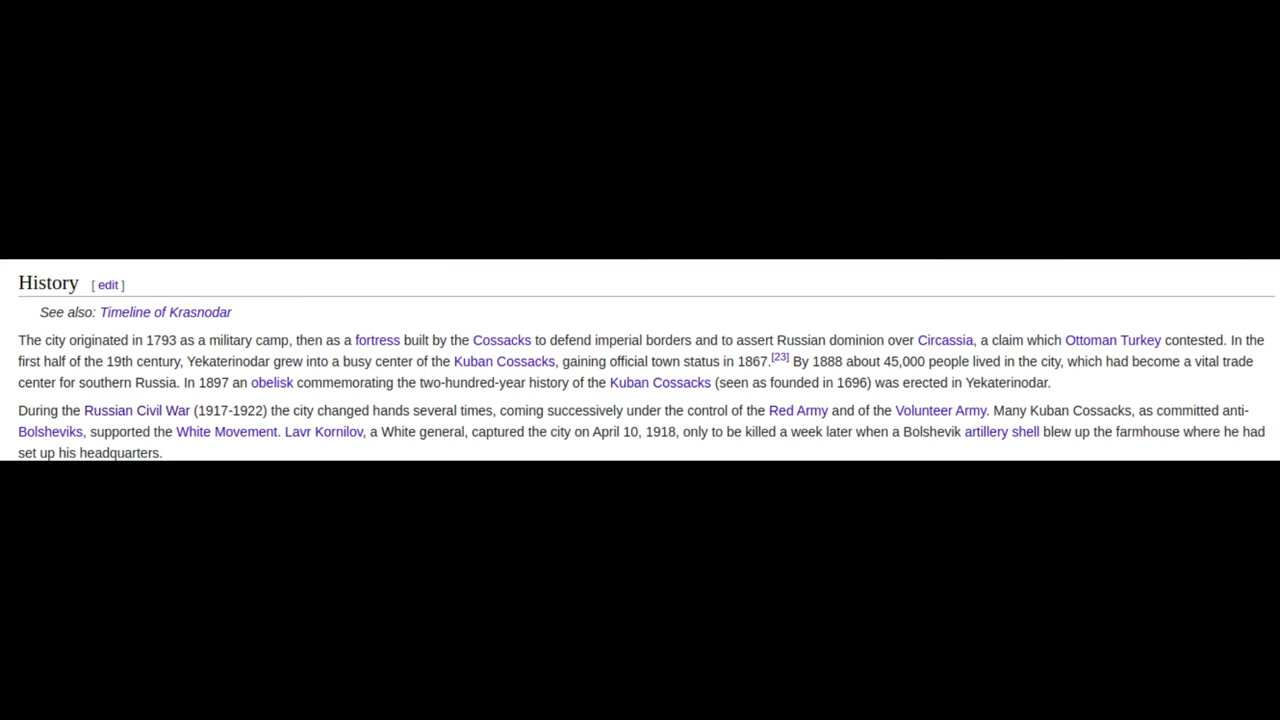 History [ edit ]
See also: Timeline of Krasnodar
The city originated in 1793 as a military camp, then as a fortress built by the Cossacks to defend imperial borders and to assert Russian dominion over Circassia, a claim which Ottoman Turkey contested. In the
first half of the 19th century, Yekaterinodar grew into a busy center of the Kuban Cossacks, gaining official town status in 1867.[23] By 1888 about 45,000 people lived in the city, which had become a vital trade
center for southern Russia. In 1897 an obelisk commemorating the two-hundred-year history of the Kuban Cossacks (seen as founded in 1696) was erected in Yekaterinodar.
During the Russian Civil War (1917-1922) the city changed hands several times, coming successively under the control of the Red Army and of the Volunteer Army. Many Kuban Cossacks, as committed anti-
Bolsheviks, supported the White Movement. Lavr Kornilov, a White general, captured the city on April 10, 1918, only to be killed a week later when a Bolshevik artillery shell blew up the farmhouse where he had
set up his headquarters.